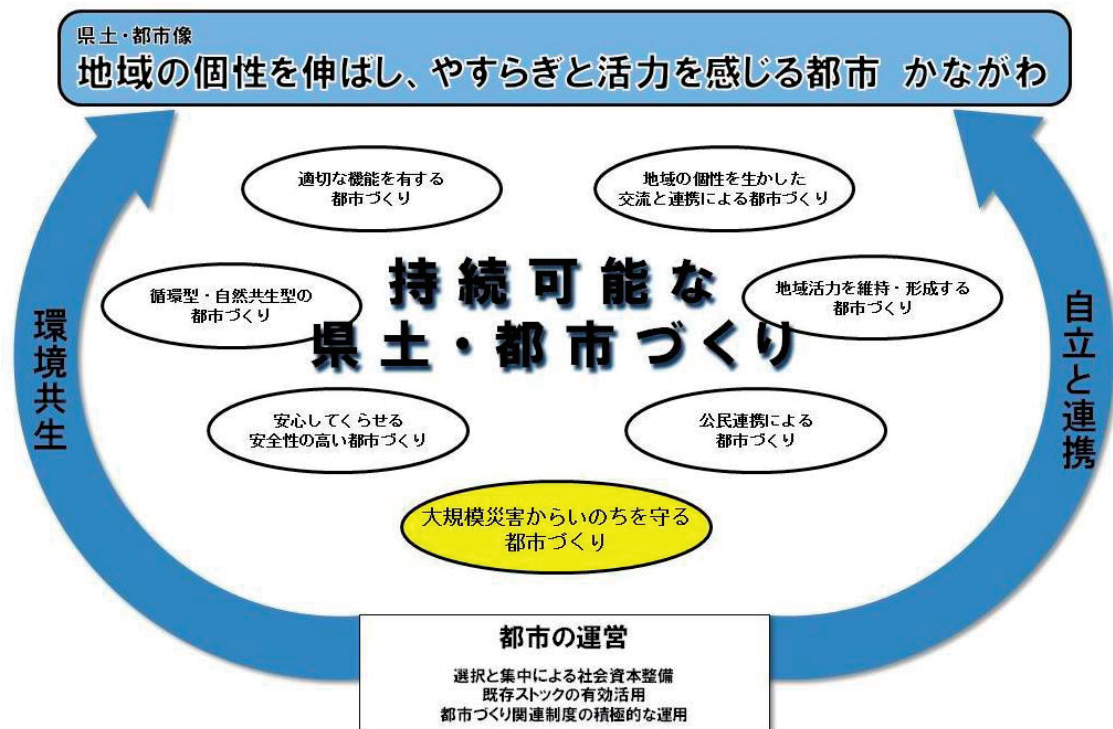 県土・都市像
地域の個性を伸ばし、やすらぎと活力を感じる都市 かながわ
適切な機能を有する
都市づくり
地域の個性を生かした
交流と連携による都市づくり
持続可能な
県土・都市づくり
循環型・自然共生型の
都市づくり
地域活力を維持・形成する
都市づくり
環境共生
自立と連携
安心してくらせる
安全性の高い都市づくり
公民連携による
都市づくり
大規模災害からいのちを守る
都市づくり
都市の運営
選択と集中による社会資本整備
既存ストックの有効活用
都市づくり関連制度の積極的な運用